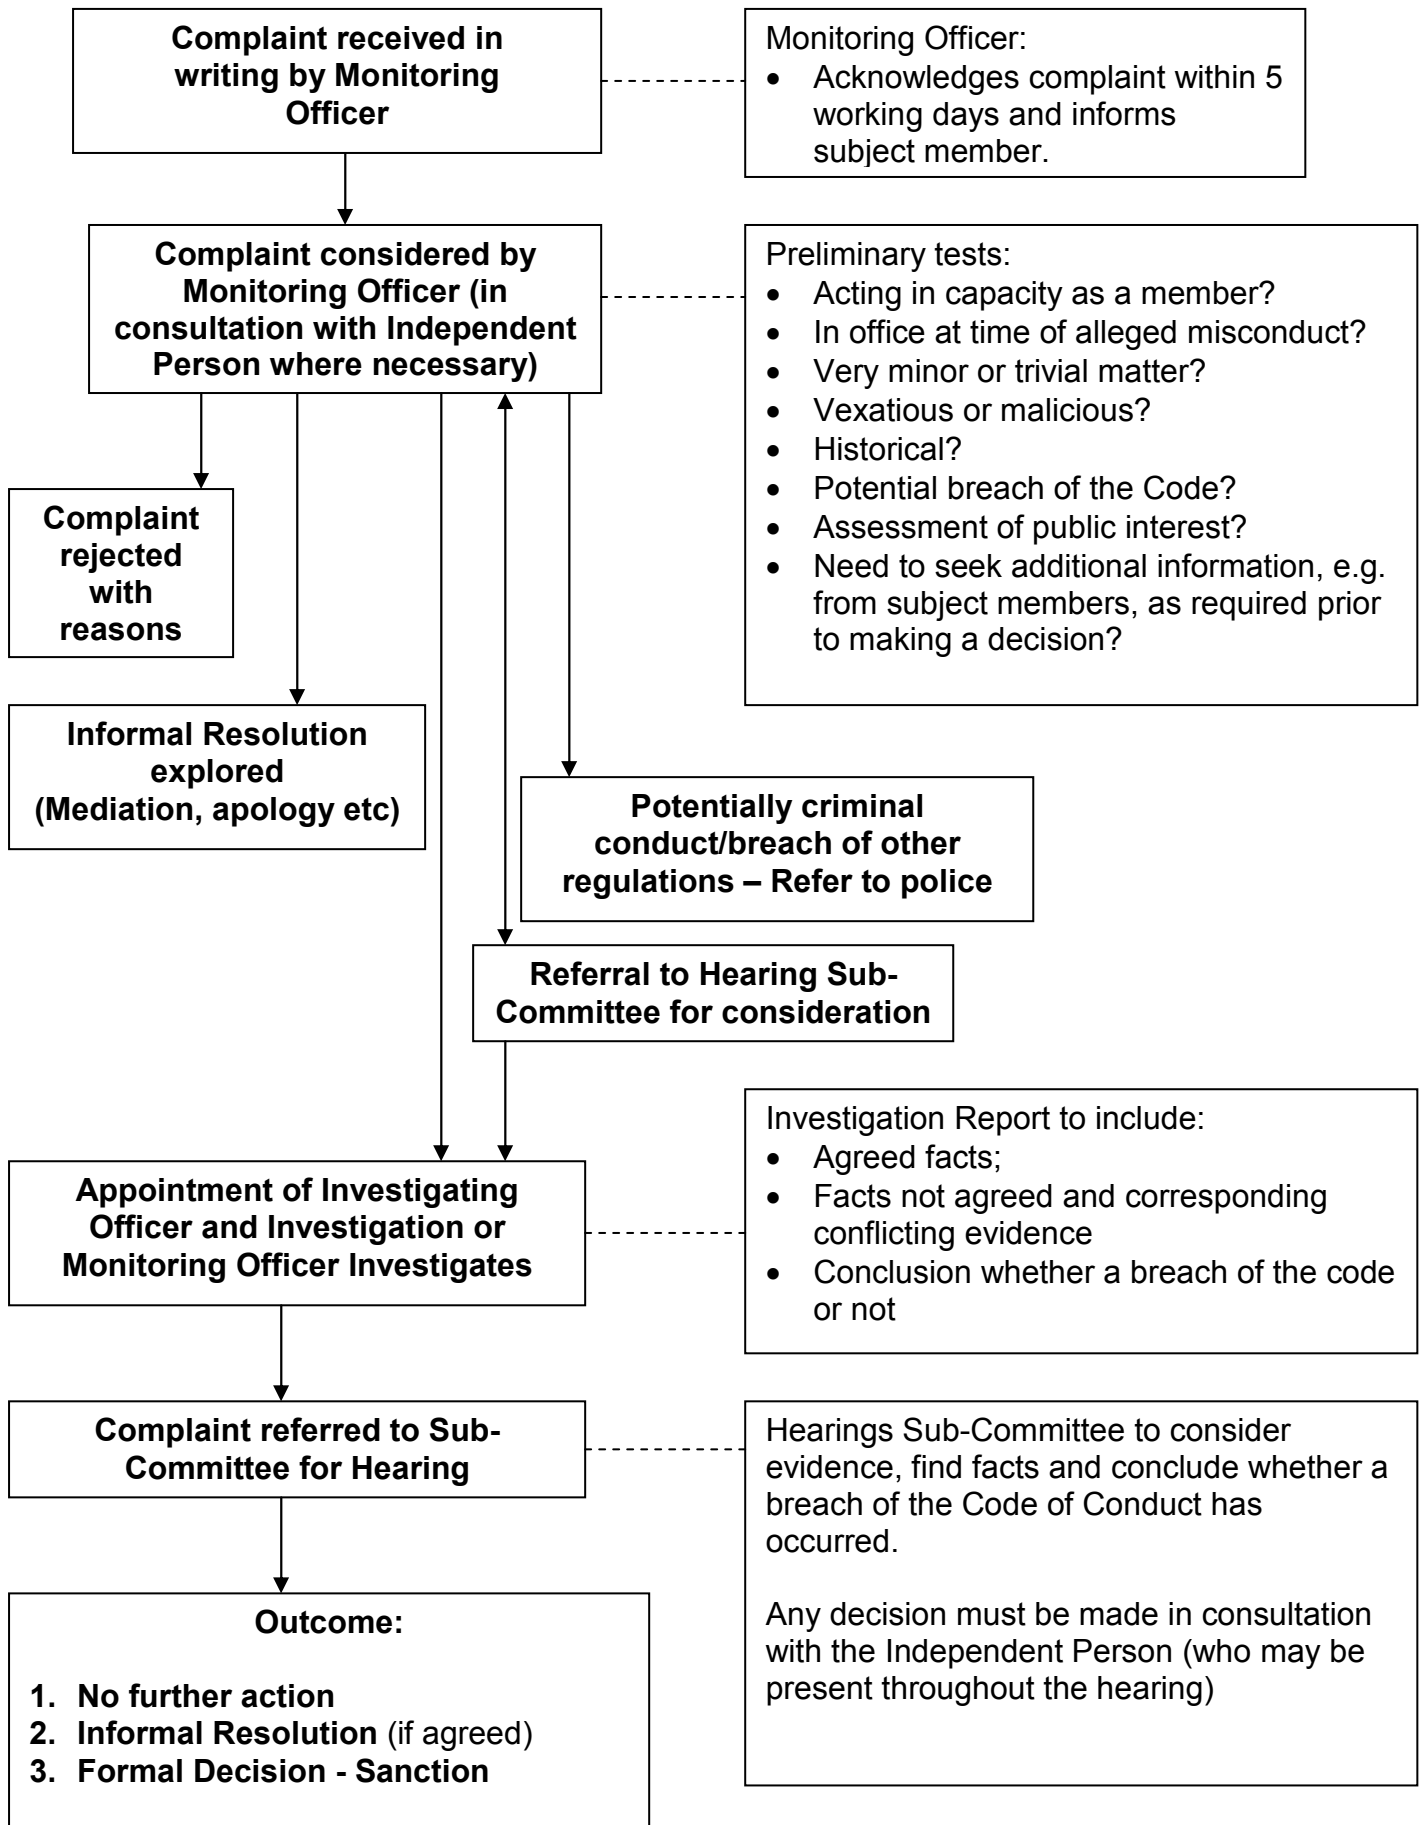 Complaint received in
writing by Monitoring
Officer
Monitoring Officer:
• Acknowledges complaint within 5
working days and informs
subject member.
Complaint considered by
Monitoring Officer (in
consultation with Independent
Person where necessary)
Preliminary tests:
• Acting in capacity as a member?
• In office at time of alleged misconduct?
• Very minor or trivial matter?
• Vexatious or malicious?
• Historical?
• Potential breach of the Code?
• Assessment of public interest?
• Need to seek additional information, e.g.
from subject members, as required prior
to making a decision?
Complaint
rejected
with
reasons
Informal Resolution
explored
(Mediation, apology etc)
Potentially criminal
conduct/breach of other
regulations – Refer to police
Referral to Hearing Sub-
Committee for consideration
Appointment of Investigating
Officer and Investigation or
Monitoring Officer Investigates
Investigation Report to include:
• Agreed facts;
• Facts not agreed and corresponding
conflicting evidence
• Conclusion whether a breach of the code
or not
Complaint referred to Sub-
Committee for Hearing
Hearings Sub-Committee to consider
evidence, find facts and conclude whether a
breach of the Code of Conduct has
occurred.
Any decision must be made in consultation
with the Independent Person (who may be
present throughout the hearing)
Outcome:
1. No further action
2. Informal Resolution (if agreed)
3. Formal Decision - Sanction